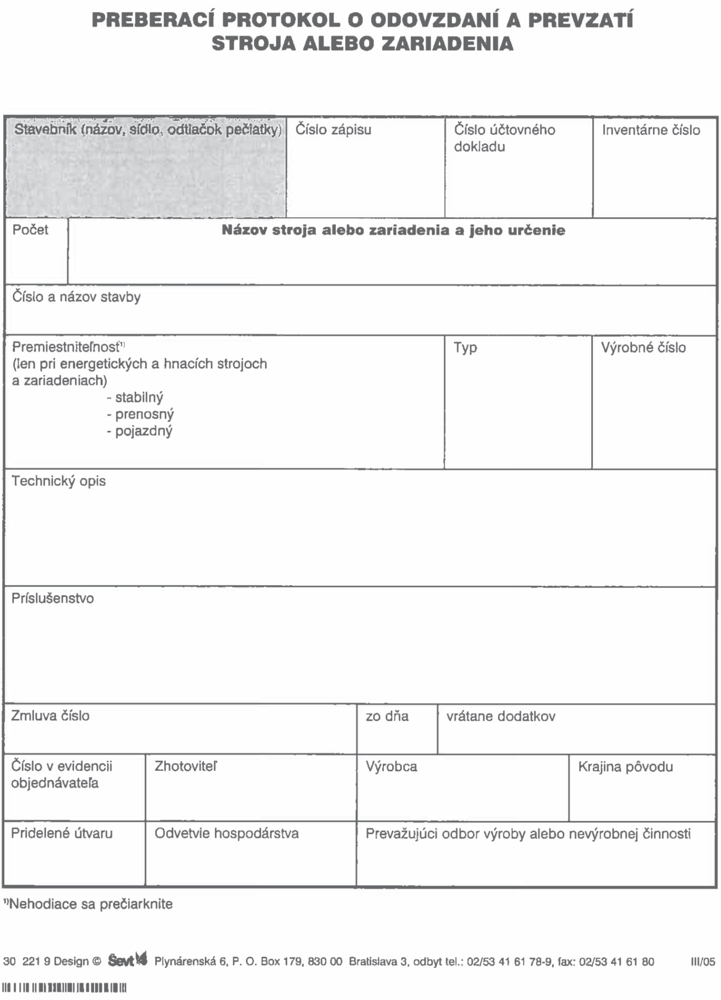 PREBERACÍ PROTOKOL O ODOVZDANÍ A PREVZATÍ
STROJA ALEBO ZARIADENIA
Stavebník (názov, sídlo, odtlačok pečiatky)
Číslo zápisu
Číslo účtovného
dokladu
Inventárne číslo
Počet
Názov stroja alebo zariadenia a jeho určenie
Číslo a názov stavby
Premiestniteľnosť¹⁾
(len pri energetických a hnacích strojoch
a zariadeniach)
- stabilný
- prenosný
- pojazdný
Typ
Výrobné číslo
Technický opis
Príslušenstvo
Zmluva číslo
zo dňa
vrátane dodatkov
Číslo v evidencii
objednávateľa
Zhotoviteľ
Výrobca
Krajina pôvodu
Pridelené útvaru
Odvetvie hospodárstva
Prevažujúci odbor výroby alebo nevýrobnej činnosti
¹⁾Nehodiace sa prečiarknite
30 221 9 Design © Ševt Plynárenská 6, P. O. Box 179, 830 00 Bratislava 3, odbyt tel.: 02/53 41 61 78-9, fax: 02/53 41 61 80 III/05